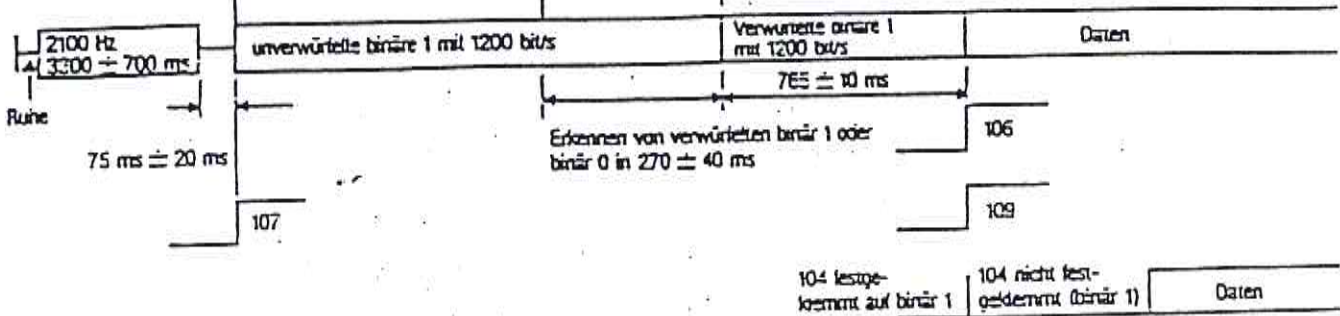 2100 Hz
3300 ± 700 ms
Ruhe
75 ms ± 20 ms
107
unverwürfelte binäre 1 mit 1200 bit/s
Verwürfelte binäre 1
mit 1200 bit/s
Daten
765 ± 10 ms
Erkennen von verwürfelten binär 1 oder
binär 0 in 270 ± 40 ms
106
109
104 festge-
klemmt auf binär 1
104 nicht fest-
geklemmt (binär 1)
Daten